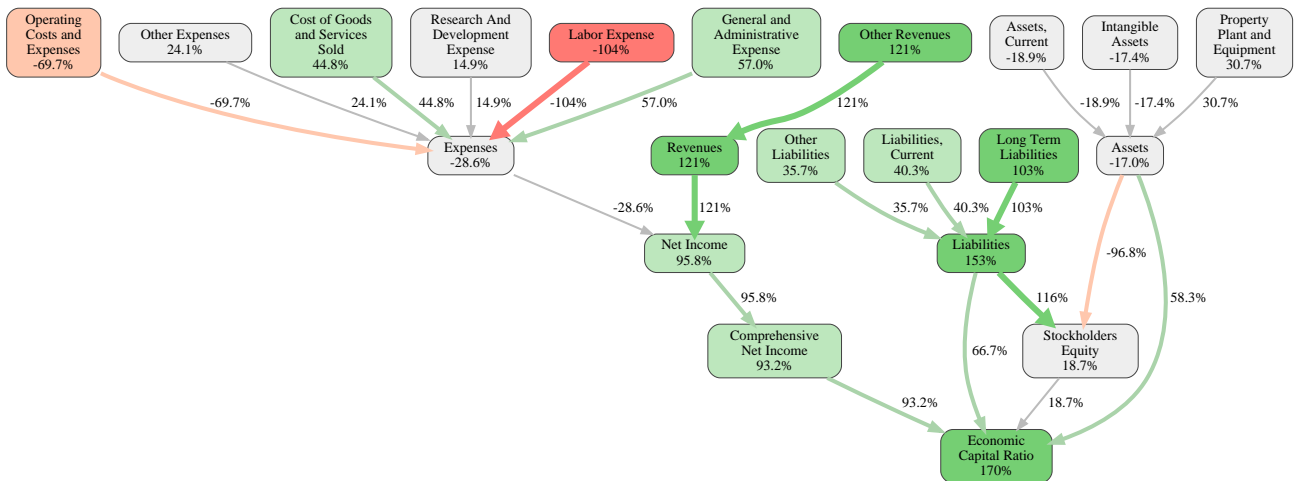 Operating
Costs and
Expenses
-69.7%
Other Expenses
24.1%
Cost of Goods
and Services
Sold
44.8%
Research And
Development
Expense
14.9%
Labor Expense
-104%
General and
Administrative
Expense
57.0%
Other Revenues
121%
Assets,
Current
-18.9%
Intangible
Assets
-17.4%
Property
Plant and
Equipment
30.7%
-69.7%
24.1%
44.8%
14.9%
-104%
57.0%
121%
-18.9%
-17.4%
30.7%
Expenses
-28.6%
Revenues
121%
Other
Liabilities
35.7%
Liabilities,
Current
40.3%
Long Term
Liabilities
103%
Assets
-17.0%
-28.6%
121%
35.7%
40.3%
103%
Net Income
95.8%
Liabilities
153%
-96.8%
95.8%
116%
58.3%
Comprehensive
Net Income
93.2%
66.7%
Stockholders
Equity
18.7%
93.2%
18.7%
Economic
Capital Ratio
170%